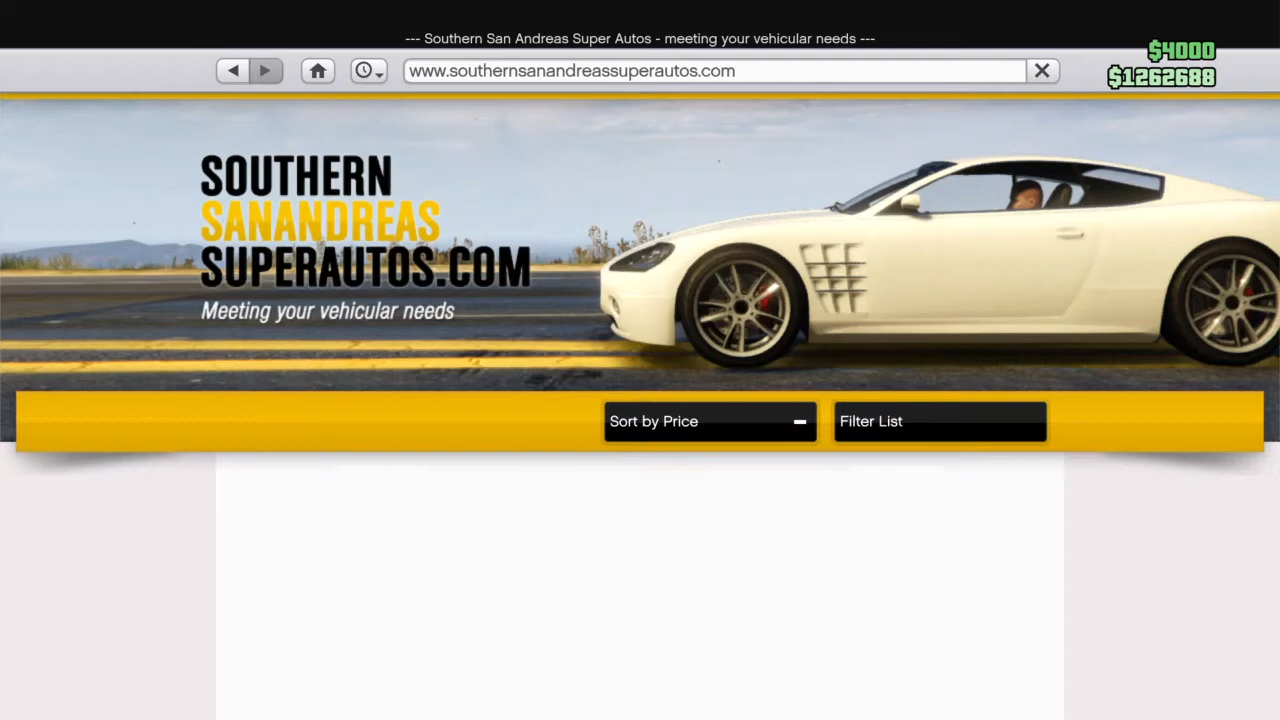 --- Southern San Andreas Super Autos - meeting your vehicular needs ---
$4000
www.southernsanandreassuperautos.com
$1262688
SOUTHERN
SANANDREAS
SUPERAUTOS.COM
Meeting your vehicular needs
Sort by Price
Filter List